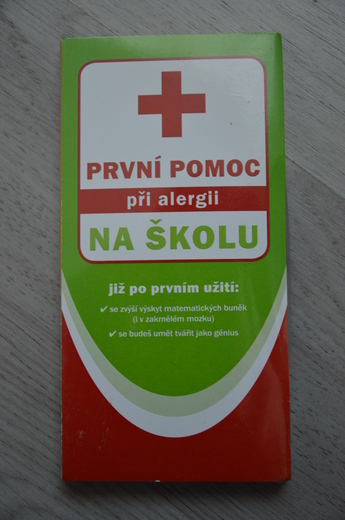 PRVNÍ POMOC
při alergii
NA ŠKOLU
již po prvním užití:
✓ se zvýší výskyt matematických buněk
(i v zakrnělém mozku)
✓ se budeš umět tvářit jako génius